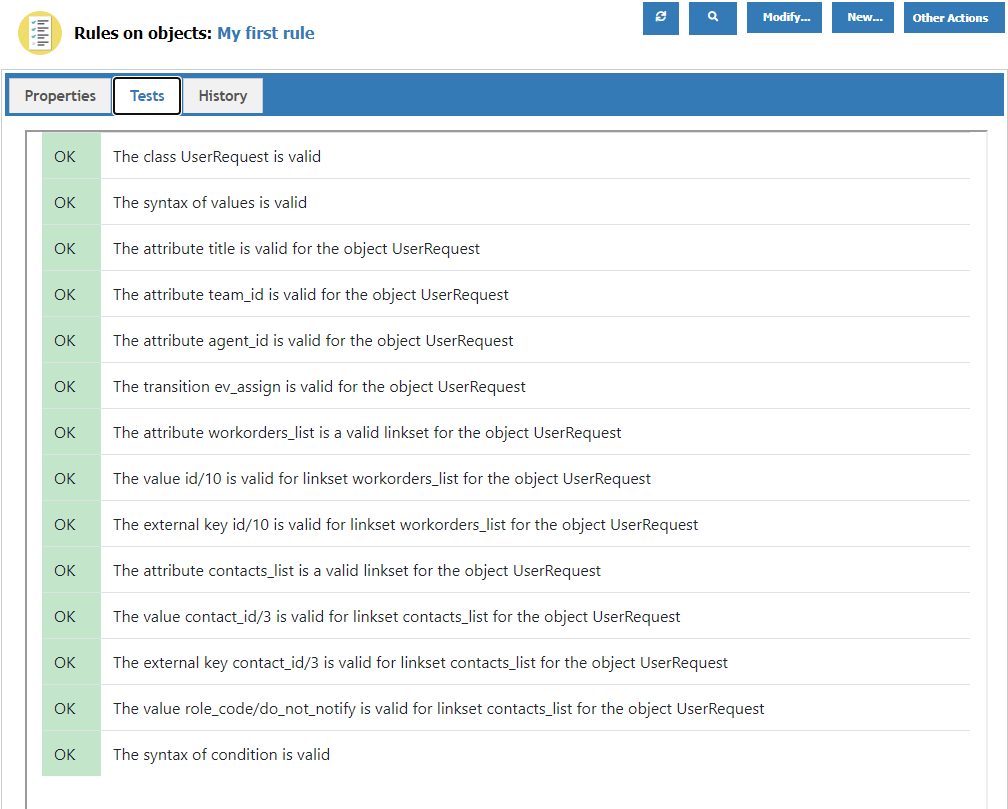 Rules on objects: My first rule
Modify... New... Other Actions
Properties Tests History
OK The class UserRequest is valid
OK The syntax of values is valid
OK The attribute title is valid for the object UserRequest
OK The attribute team_id is valid for the object UserRequest
OK The attribute agent_id is valid for the object UserRequest
OK The transition ev_assign is valid for the object UserRequest
OK The attribute workorders_list is a valid linkset for the object UserRequest
OK The value id/10 is valid for linkset workorders_list for the object UserRequest
OK The external key id/10 is valid for linkset workorders_list for the object UserRequest
OK The attribute contacts_list is a valid linkset for the object UserRequest
OK The value contact_id/3 is valid for linkset contacts_list for the object UserRequest
OK The external key contact_id/3 is valid for linkset contacts_list for the object UserRequest
OK The value role_code/do_not_notify is valid for linkset contacts_list for the object UserRequest
OK The syntax of condition is valid